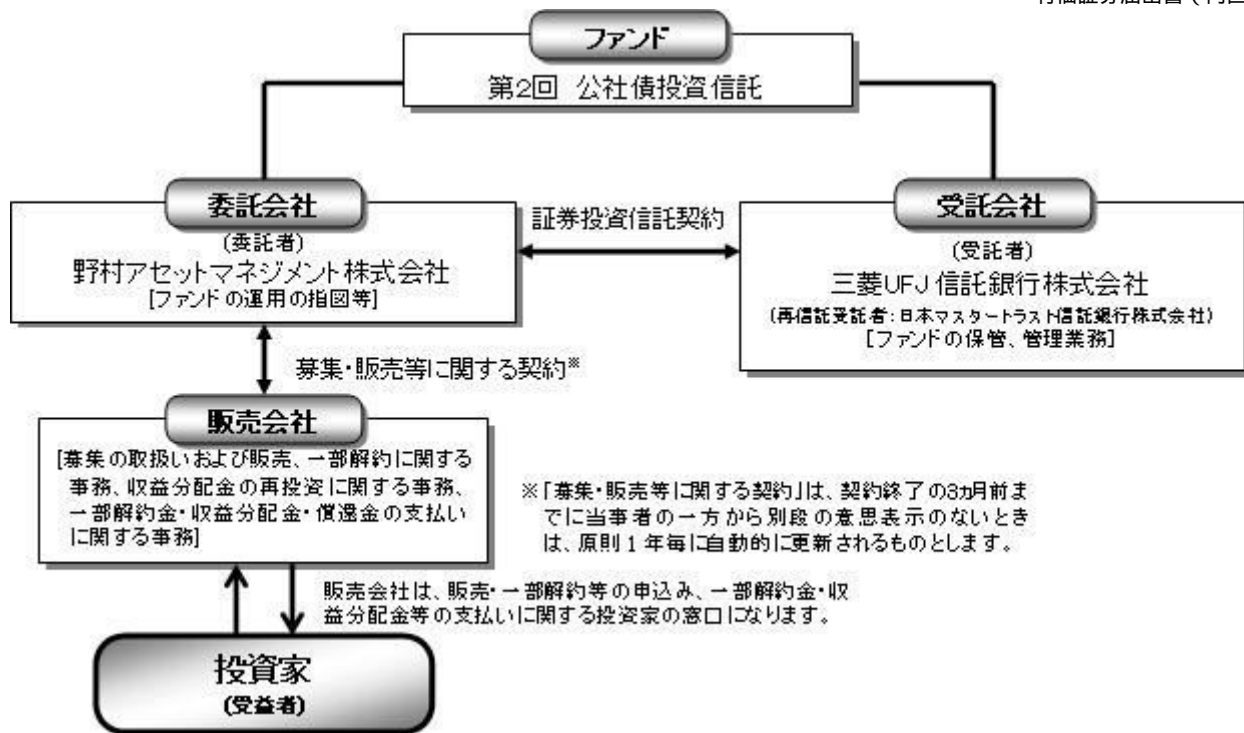 ファンド
第2回 公社債投資信託
委託会社
(委託者)
野村アセットマネジメント株式会社
[ファンドの運用の指図等]
証券投資信託契約
受託会社
(受託者)
三菱UFJ信託銀行株式会社
(再信託受託者:日本マスタートラスト信託銀行株式会社)
[ファンドの保管、管理業務]
募集・販売等に関する契約※
販売会社
[募集の取扱いおよび販売、一部解約に関する
事務、収益分配金の再投資に関する事務、
一部解約金・収益分配金・償還金の支払い
に関する事務]
※「募集・販売等に関する契約」は、契約終了の3ヵ月前ま
でに当事者の一方から別段の意思表示のないとき
は、原則1年毎に自動的に更新されるものとします。
販売会社は、販売・一部解約等の申込み、一部解約金・収
益分配金等の支払いに関する投資家の窓口になります。
投資家
(受益者)